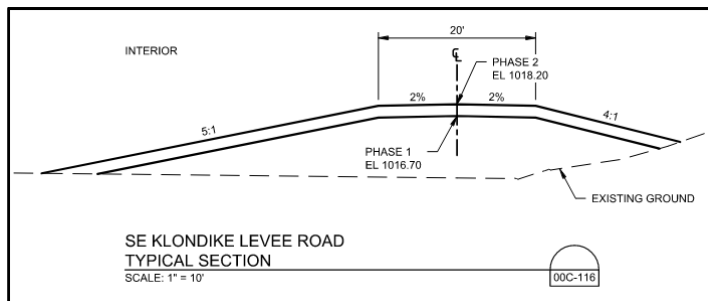 20'
INTERIOR
℄
PHASE 2
EL 1018.20
2%
2%
5:1
4:1
PHASE 1
EL 1016.70
EXISTING GROUND
SE KLONDIKE LEVEE ROAD
TYPICAL SECTION
SCALE: 1" = 10'
00C-116